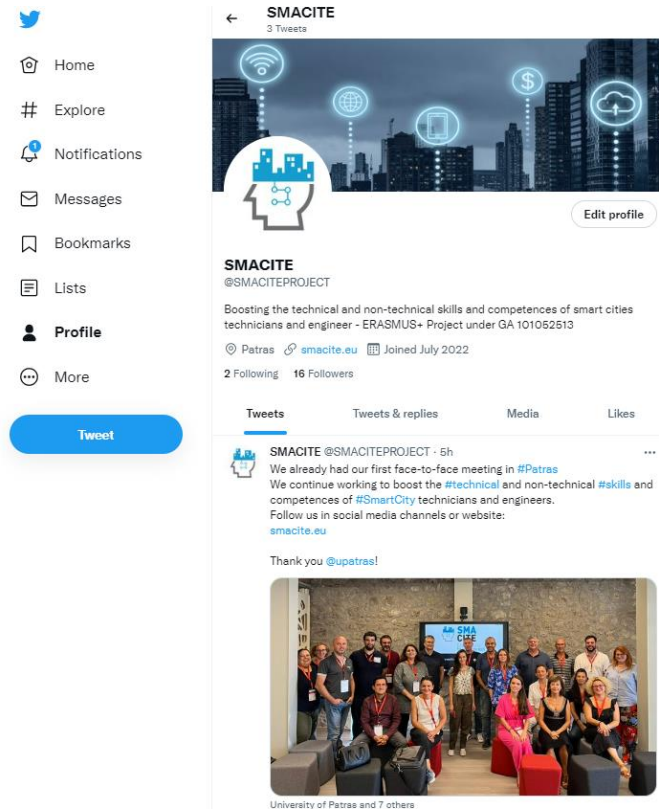 Home
Explore
1
Notifications
Messages
Bookmarks
Lists
Profile
More
Tweet
SMACITE
3 Tweets
$
Edit profile
SMACITE
@SMACITEPROJECT
Boosting the technical and non-technical skills and competences of smart cities
technicians and engineer - ERASMUS+ Project under GA 101052513
Patras smacite.eu Joined July 2022
2 Following 16 Followers
Tweets Tweets & replies Media Likes
SMACITE @SMACITEPROJECT · 5h
We already had our first face-to-face meeting in #Patras
We continue working to boost the #technical and non-technical #skills and
competences of #SmartCity technicians and engineers.
Follow us in social media channels or website:
smacite.eu
Thank you @upatras!
SMA
CITE
University of Patras and 7 others